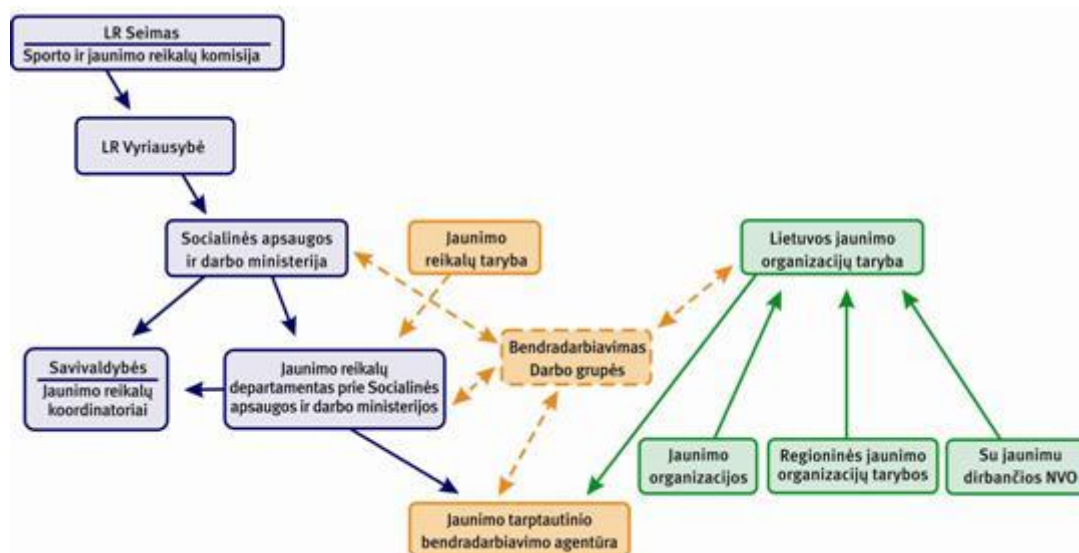 LR Seimas
Sporto ir jaunimo reikalų komisija
LR Vyriausybė
Socialinės apsaugos
ir darbo ministerija
Jaunimo
reikalų taryba
Lietuvos jaunimo
organizacijų taryba
Savivaldybės
Jaunimo reikalų
koordinatoriai
Jaunimo reikalų
departamentas prie Socialinės
apsaugos ir darbo ministerijos
Bendradarbiavimas
Darbo grupės
Jaunimo
organizacijos
Regioninės jaunimo
organizacijų tarybos
Su jaunimu
dirbančios NVO
Jaunimo tarptautinio
bendradarbiavimo agentūra